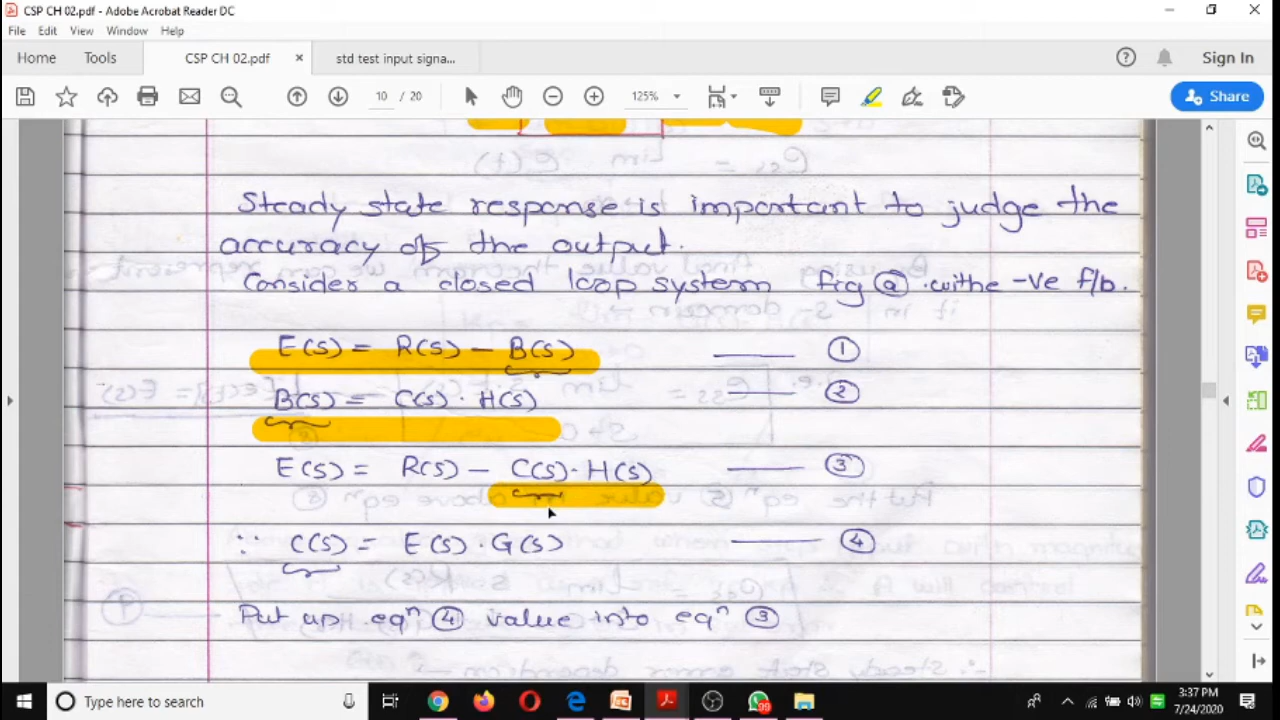 CSP CH 02.pdf - Adobe Acrobat Reader DC
File Edit View Window Help
Home Tools CSP CH 02.pdf × std test input signa... Sign In
10 / 20 125% Share
Steady state response is important to judge the
accuracy of the output.
Consider a closed loop system fig ⓐ withe -ve f/b.
E(s) = R(s) - B(s) ——— ①
B(s) = C(s) · H(s) ——— ②
E(s) = R(s) - C(s) · H(s) ——— ③
∵ C(s) = E(s) · G(s) ——— ④
Put up eqⁿ ④ value into eqⁿ ③
Type here to search
99
3:37 PM
7/24/2020